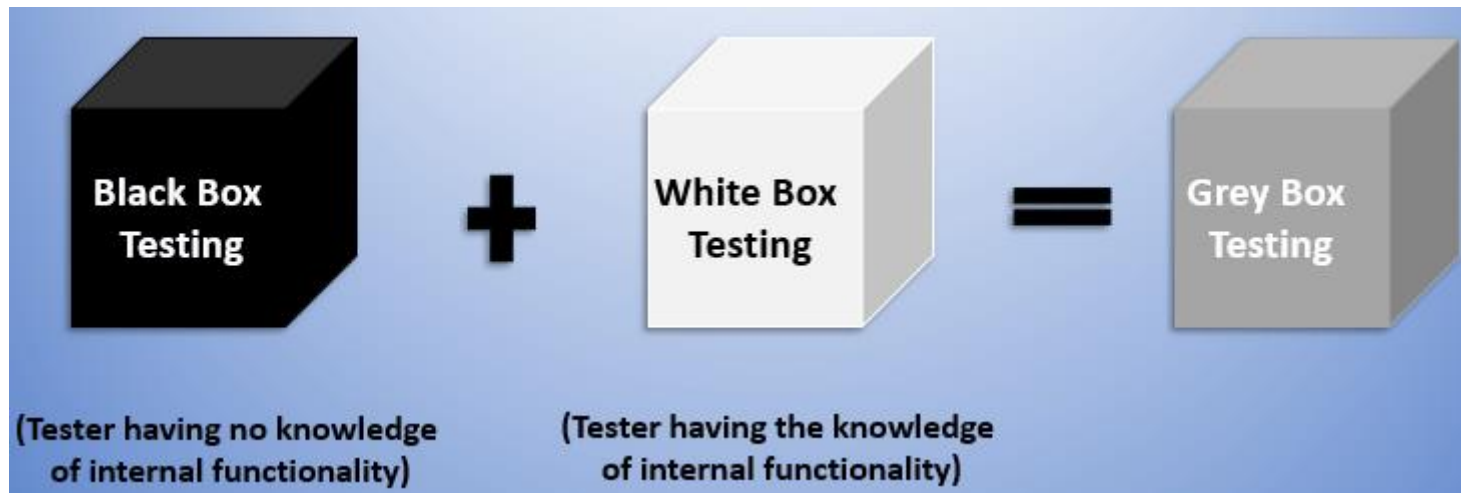 Black Box
Testing
White Box
Testing
Grey Box
Testing
(Tester having no knowledge
of internal functionality)
(Tester having the knowledge
of internal functionality)